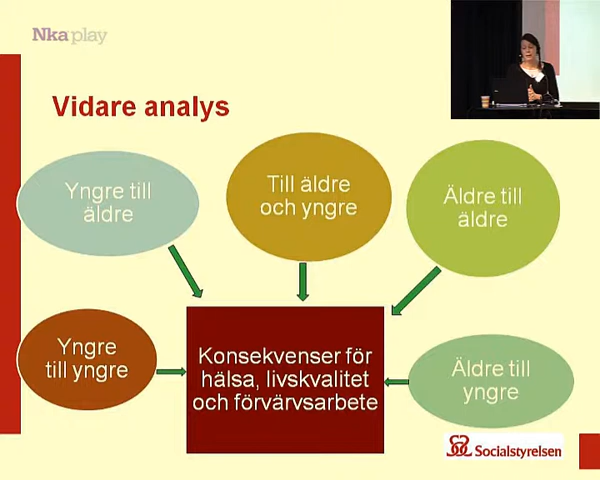 Nka play
Vidare analys
Yngre till
äldre
Till äldre
och yngre
Äldre till
äldre
Yngre
till yngre
Konsekvenser för
hälsa, livskvalitet
och förvärvsarbete
Äldre till
yngre
Socialstyrelsen